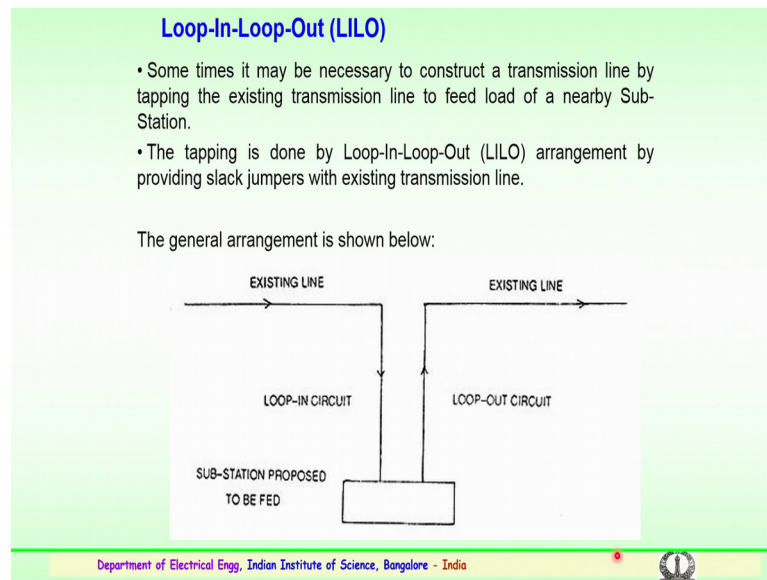 Loop-In-Loop-Out (LILO)
• Some times it may be necessary to construct a transmission line by
tapping the existing transmission line to feed load of a nearby Sub-
Station.
• The tapping is done by Loop-In-Loop-Out (LILO) arrangement by
providing slack jumpers with existing transmission line.
The general arrangement is shown below:
EXISTING LINE
EXISTING LINE
LOOP-IN CIRCUIT
LOOP-OUT CIRCUIT
SUB-STATION PROPOSED
TO BE FED
Department of Electrical Engg, Indian Institute of Science, Bangalore - India